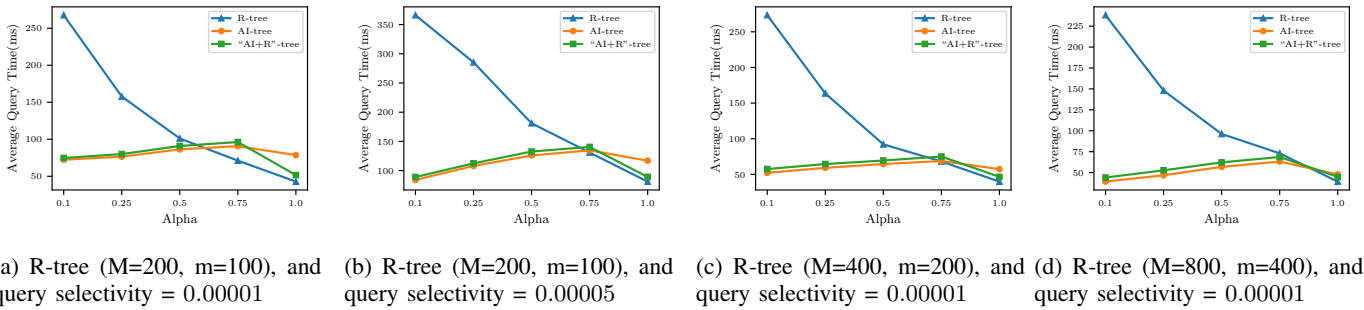 Average Query Time(ms)
250
200
150
100
50
0.1 0.25 0.5 0.75 1.0
Alpha
R-tree
AI-tree
“AI+R”-tree
a) R-tree (M=200, m=100), and
query selectivity = 0.00001
Average Query Time(ms)
350
300
250
200
150
100
0.1 0.25 0.5 0.75 1.0
Alpha
R-tree
AI-tree
“AI+R”-tree
(b) R-tree (M=200, m=100), and
query selectivity = 0.00005
Average Query Time(ms)
250
200
150
100
50
0.1 0.25 0.5 0.75 1.0
Alpha
R-tree
AI-tree
“AI+R”-tree
(c) R-tree (M=400, m=200), and
query selectivity = 0.00001
Average Query Time(ms)
225
200
175
150
125
100
75
50
0.1 0.25 0.5 0.75 1.0
Alpha
R-tree
AI-tree
“AI+R”-tree
(d) R-tree (M=800, m=400), and
query selectivity = 0.00001